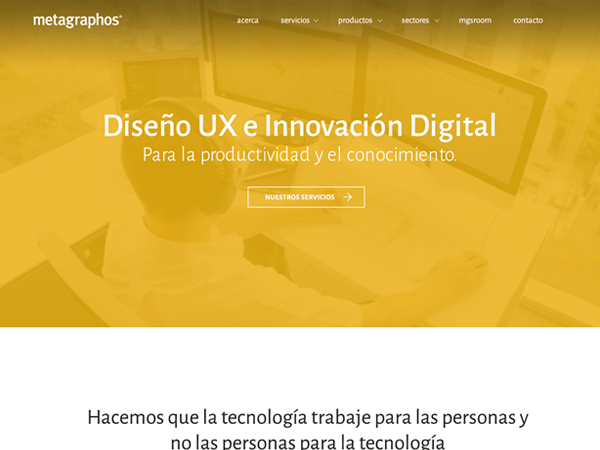 metagraphos®
acerca servicios productos sectores mgsroom contacto
Diseño UX e Innovación Digital
Para la productividad y el conocimiento.
NUESTROS SERVICIOS
Hacemos que la tecnología trabaje para las personas y
no las personas para la tecnología